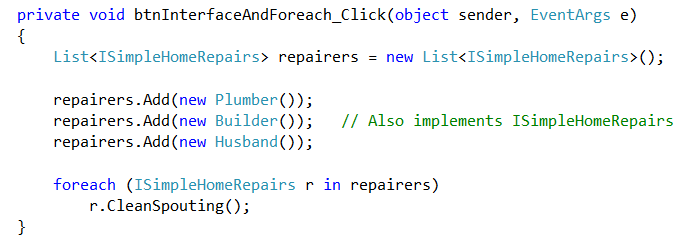 private void btnInterfaceAndForeach_Click(object sender, EventArgs e)
{
    List<ISimpleHomeRepairs> repairers = new List<ISimpleHomeRepairs>();

    repairers.Add(new Plumber());
    repairers.Add(new Builder());   // Also implements ISimpleHomeRepairs
    repairers.Add(new Husband());

    foreach (ISimpleHomeRepairs r in repairers)
        r.CleanSpouting();
}